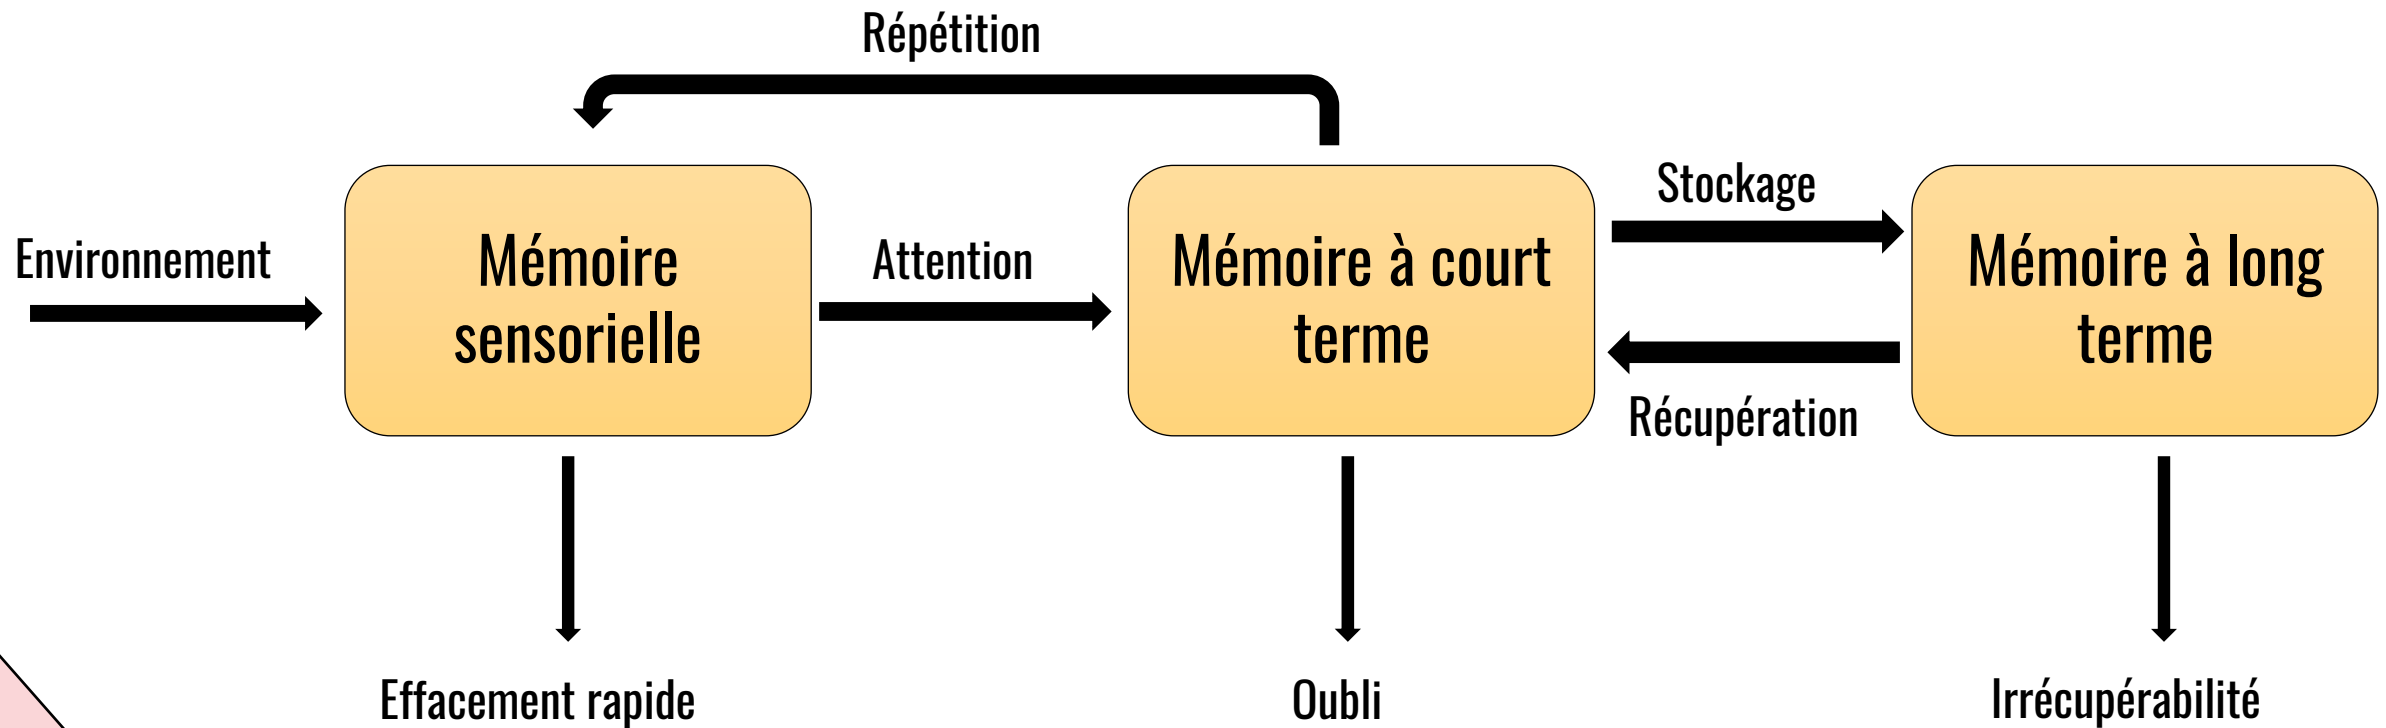 Répétition
Environnement
Mémoire
sensorielle
Attention
Mémoire à court
terme
Stockage
Récupération
Mémoire à long
terme
Effacement rapide
Oubli
Irrécupérabilité